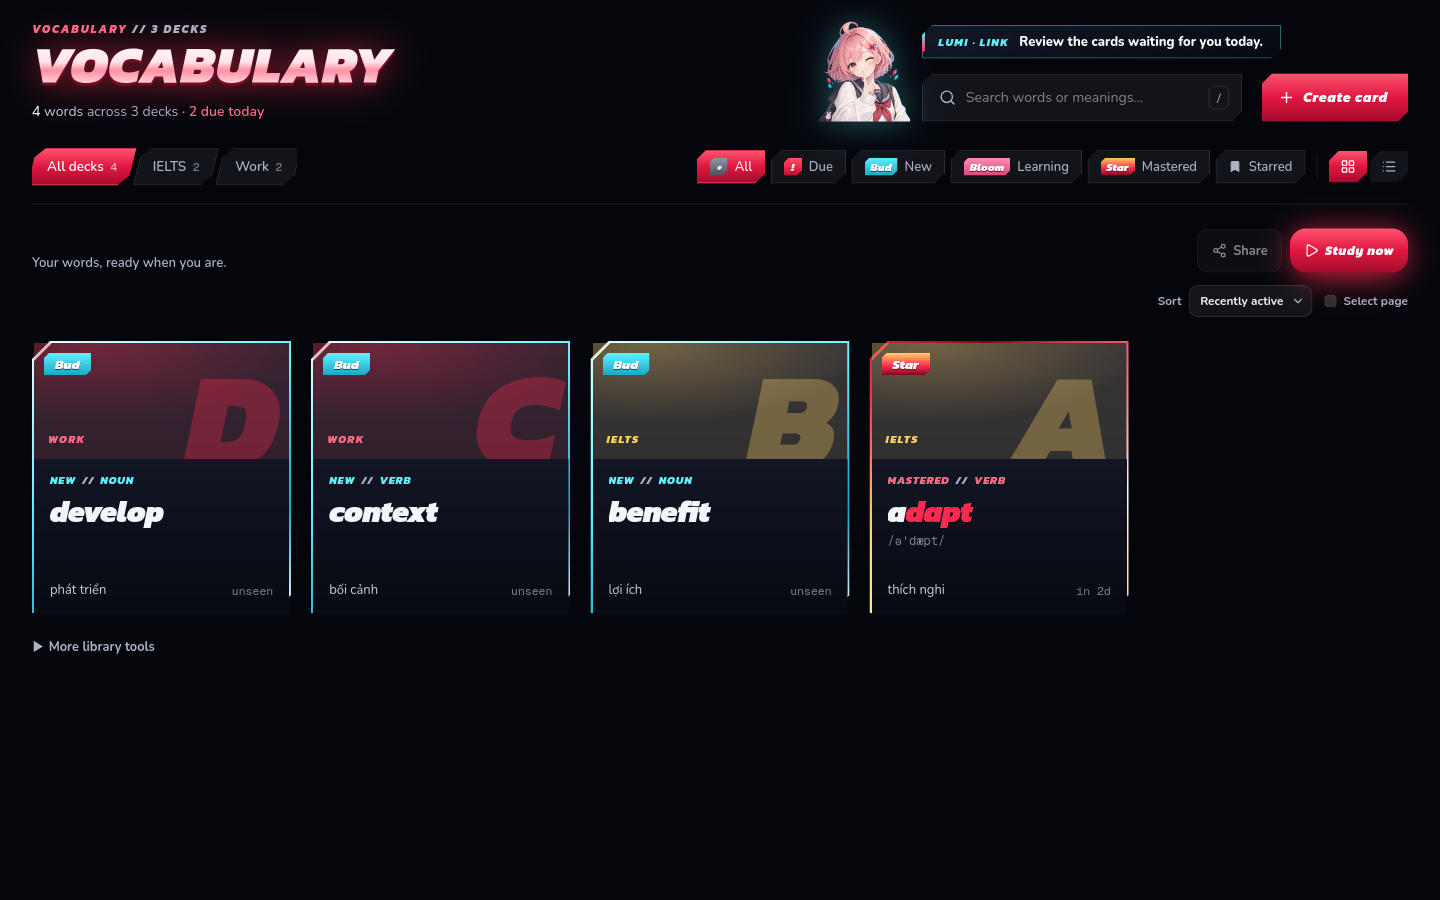 VOCABULARY // 3 DECKS
VOCABULARY
4 words across 3 decks · 2 due today
LUMI · LINK Review the cards waiting for you today.
Search words or meanings... /
+ Create card
All decks 4 IELTS 2 Work 2
All ! Due Bud New Bloom Learning Star Mastered Starred
Your words, ready when you are.
Share Study now
Sort Recently active Select page
Bud
D
WORK
NEW // NOUN
develop
phát triển unseen
Bud
C
WORK
NEW // VERB
context
bối cảnh unseen
Bud
B
IELTS
NEW // NOUN
benefit
lợi ích unseen
Star
A
IELTS
MASTERED // VERB
adapt
/əˈdæpt/
thích nghi in 2d
▶ More library tools